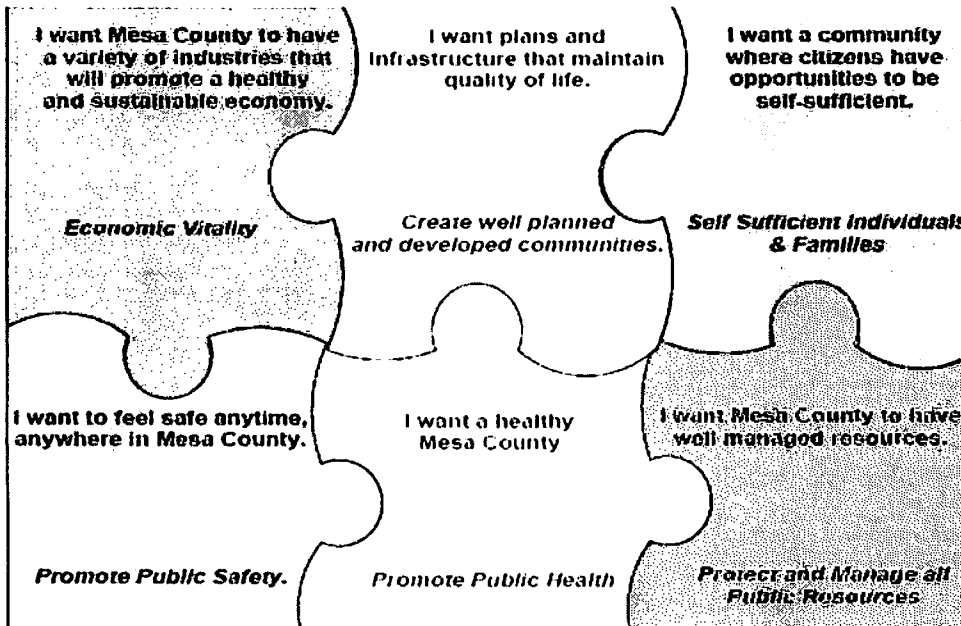 I want Mesa County to have
a variety of industries that
will promote a healthy
and sustainable economy.
Economic Vitality
I want plans and
Infrastructure that maintain
quality of life.
Create well planned
and developed communities.
I want a community
where citizens have
opportunities to be
self-sufficient.
Self Sufficient Individuals
& Families
I want to feel safe anytime,
anywhere in Mesa County.
Promote Public Safety.
I want a healthy
Mesa County
Promote Public Health
I want Mesa County to have
well managed resources.
Protect and Manage all
Public Resources